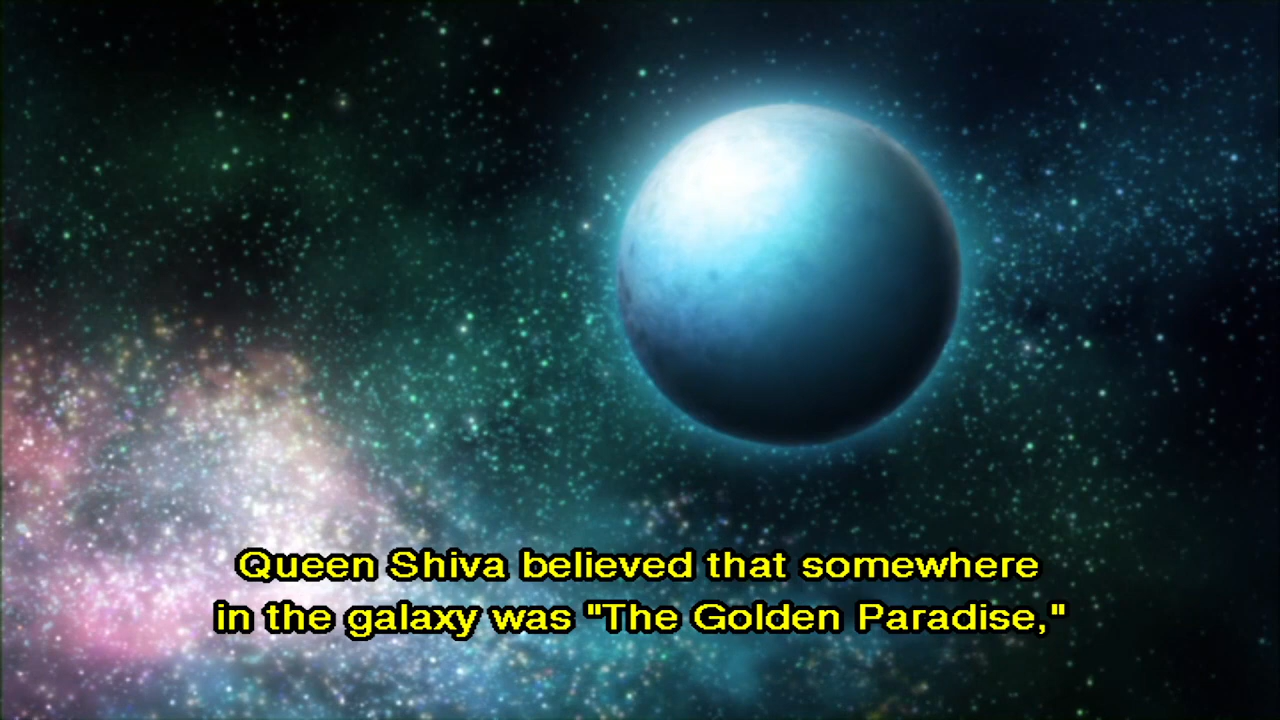 Queen Shiva believed that somewhere
in the galaxy was "The Golden Paradise,"